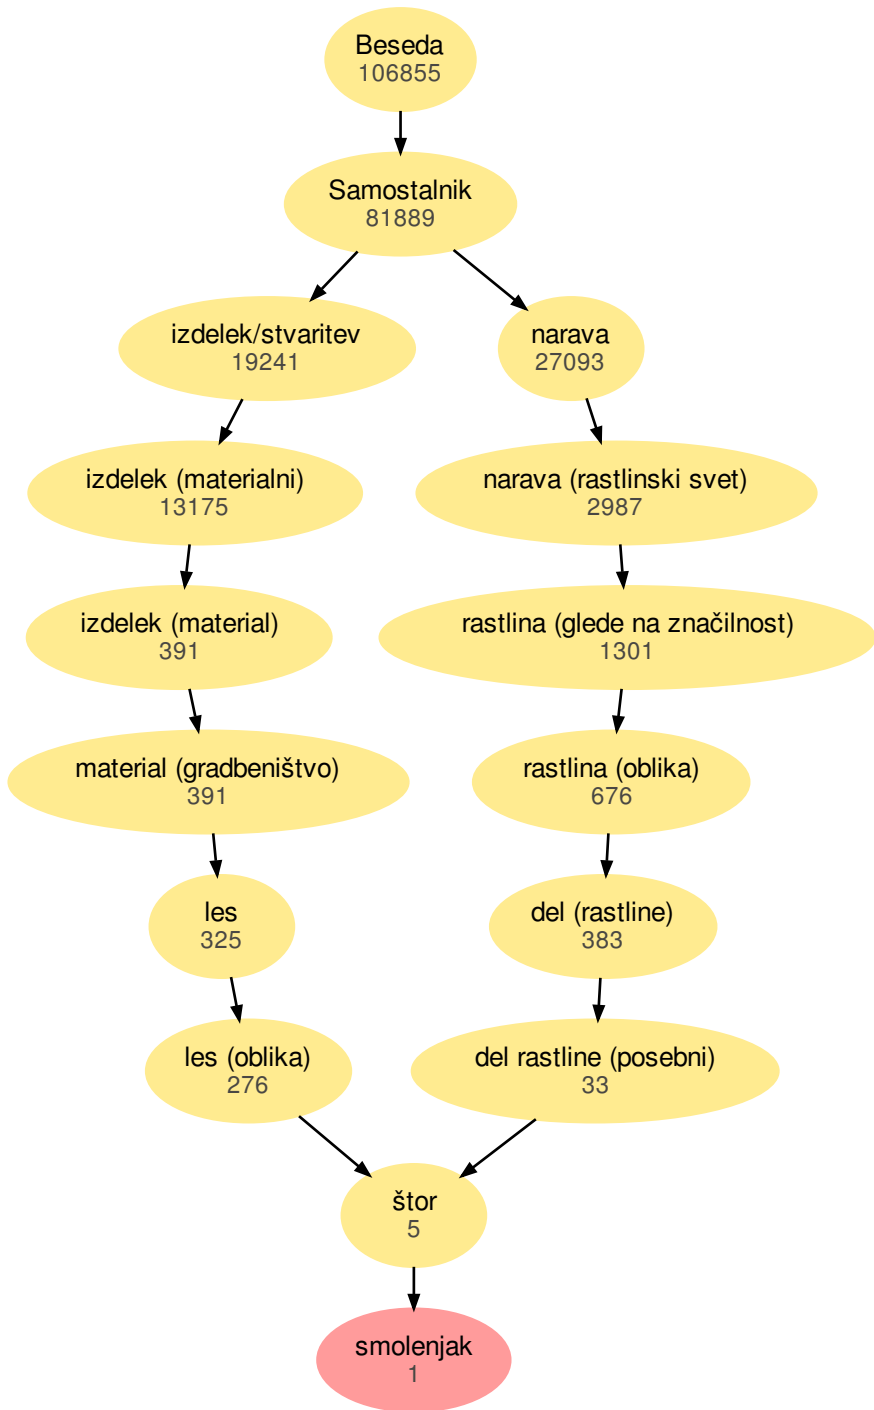 Beseda
106855
Samostalnik
81889
izdelek/stvaritev
19241
narava
27093
izdelek (materialni)
13175
narava (rastlinski svet)
2987
izdelek (material)
391
rastlina (glede na značilnost)
1301
material (gradbeništvo)
391
rastlina (oblika)
676
les
325
del (rastline)
383
les (oblika)
276
del rastline (posebni)
33
štor
5
smolenjak
1